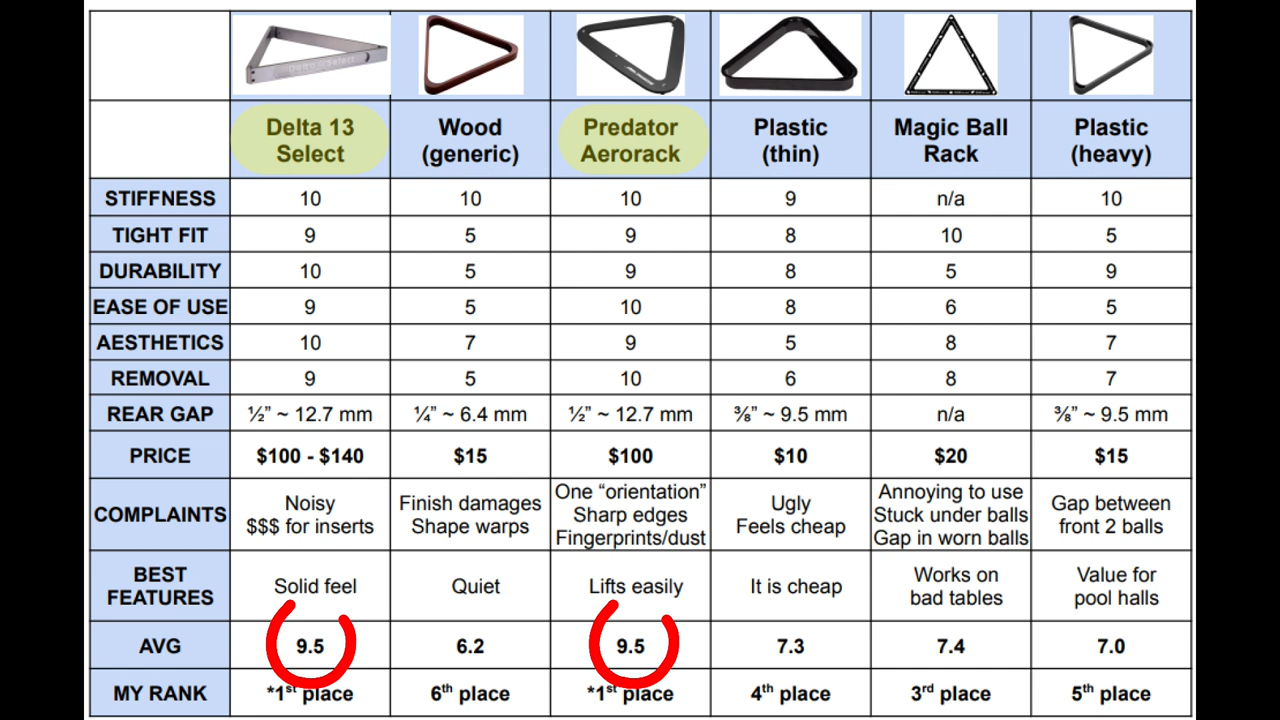 Delta-13 Select
Delta 13 Select
Wood (generic)
Predator Aerorack
Plastic (thin)
Magic Ball Rack
Plastic (heavy)
STIFFNESS 10 10 10 9 n/a 10
TIGHT FIT 9 5 9 8 10 5
DURABILITY 10 5 9 8 5 9
EASE OF USE 9 5 10 8 6 5
AESTHETICS 10 7 9 5 8 7
REMOVAL 9 5 10 6 8 7
REAR GAP ½” ~ 12.7 mm ¼” ~ 6.4 mm ½” ~ 12.7 mm ⅜” ~ 9.5 mm n/a ⅜” ~ 9.5 mm
PRICE $100 - $140 $15 $100 $10 $20 $15
COMPLAINTS
Noisy
$$$ for inserts
Finish damages
Shape warps
One “orientation”
Sharp edges
Fingerprints/dust
Ugly
Feels cheap
Annoying to use
Stuck under balls
Gap in worn balls
Gap between
front 2 balls
BEST
FEATURES
Solid feel
Quiet
Lifts easily
It is cheap
Works on
bad tables
Value for
pool halls
AVG 9.5 6.2 9.5 7.3 7.4 7.0
MY RANK *1st place 6th place *1st place 4th place 3rd place 5th place